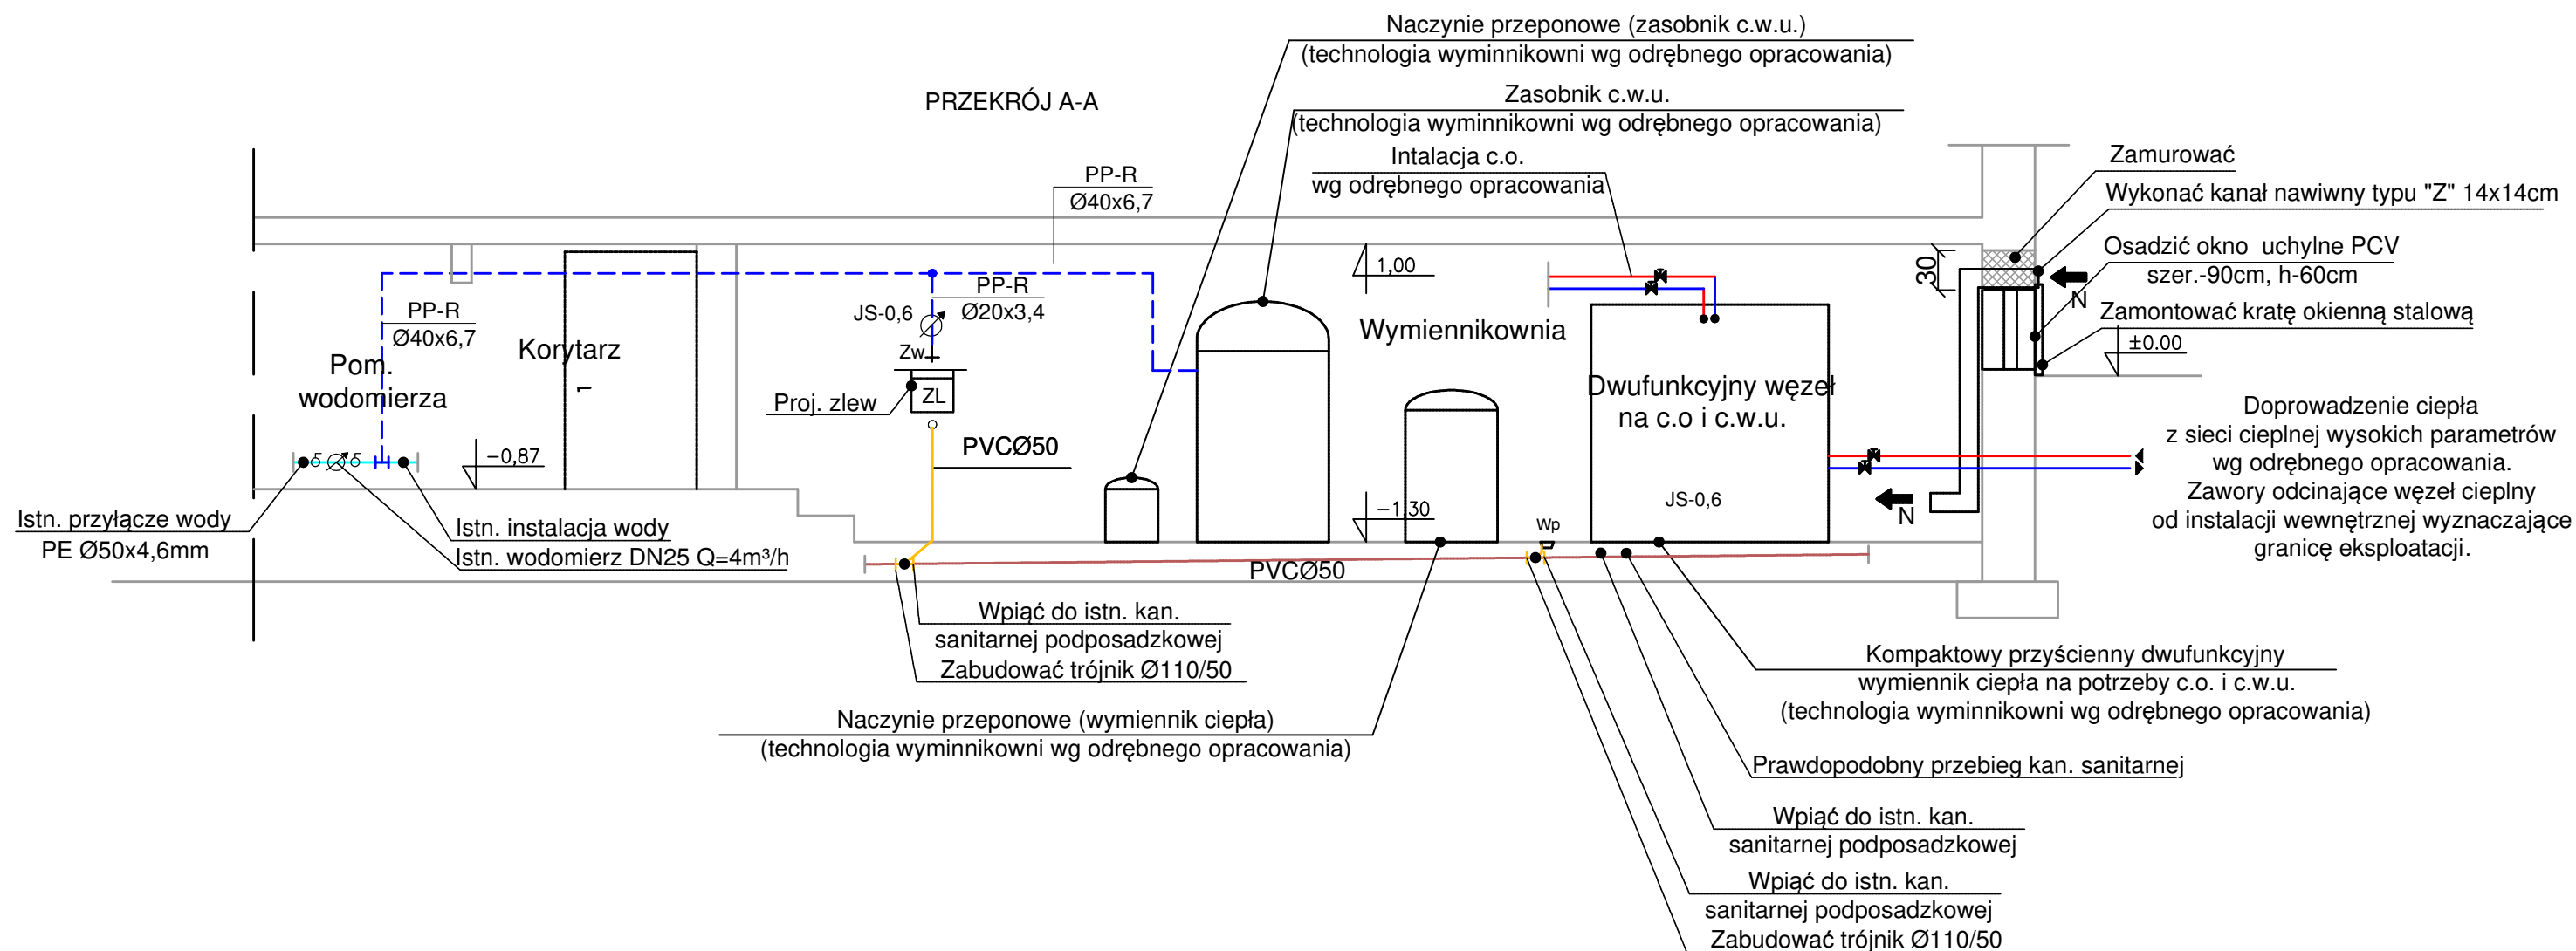 Naczynie przeponowe (zasobnik c.w.u.)
(technologia wyminnikowni wg odrębnego opracowania)
PRZEKRÓJ A-A
Zasobnik c.w.u.
(technologia wyminnikowni wg odrębnego opracowania)
Intalacja c.o.
wg odrębnego opracowania
Zamurować
Wykonać kanał nawiwny typu "Z" 14x14cm
Osadzić okno uchylne PCV
szer.-90cm, h-60cm
Zamontować kratę okienną stalową
±0.00
PP-R
Ø40x6,7
1,00
30
N
PP-R
Ø20x3,4
JS-0,6
Zw
PP-R
Ø40x6,7
Korytarz
Wymiennikownia
Pom.
wodomierza
Proj. zlew
ZL
Dwufunkcyjny węzeł
na c.o i c.w.u.
PVCØ50
-0,87
Doprowadzenie ciepła
z sieci cieplnej wysokich parametrów
wg odrębnego opracowania.
Zawory odcinające węzeł cieplny
od instalacji wewnętrznej wyznaczające
granicę eksploatacji.
JS-0,6
N
-1,30
Wp
Istn. przyłącze wody
PE Ø50x4,6mm
Istn. instalacja wody
Istn. wodomierz DN25 Q=4m³/h
PVCØ50
Wpiąć do istn. kan.
sanitarnej podposadzkowej
Zabudować trójnik Ø110/50
Kompaktowy przyścienny dwufunkcyjny
wymiennik ciepła na potrzeby c.o. i c.w.u.
(technologia wyminnikowni wg odrębnego opracowania)
Naczynie przeponowe (wymiennik ciepła)
(technologia wyminnikowni wg odrębnego opracowania)
Prawdopodobny przebieg kan. sanitarnej
Wpiąć do istn. kan.
sanitarnej podposadzkowej
Wpiąć do istn. kan.
sanitarnej podposadzkowej
Zabudować trójnik Ø110/50